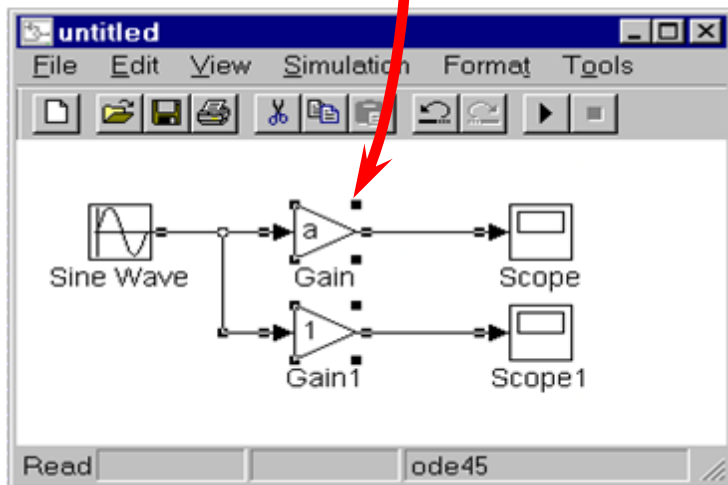 untitled
File Edit View Simulation Format Tools
a
Sine Wave Gain Scope
1
Gain1 Scope1
Read ode45